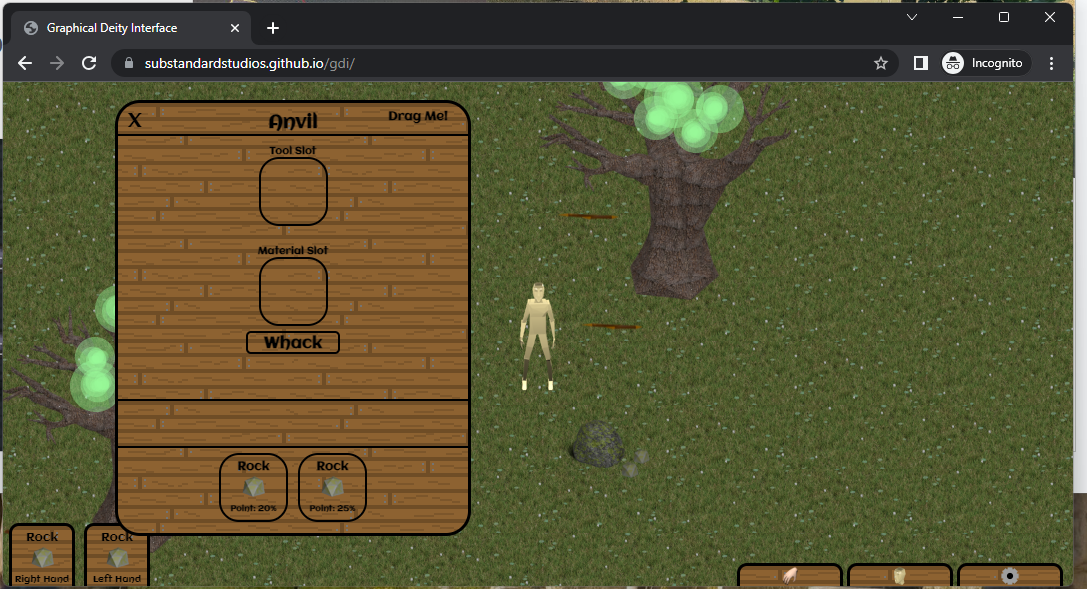 Graphical Deity Interface
substandardstudios.github.io/gdi/
Incognito
X
Anvil
Drag Me!
Tool Slot
Material Slot
Whack
Rock
Point: 20%
Rock
Point: 25%
Rock
Right Hand
Rock
Left Hand